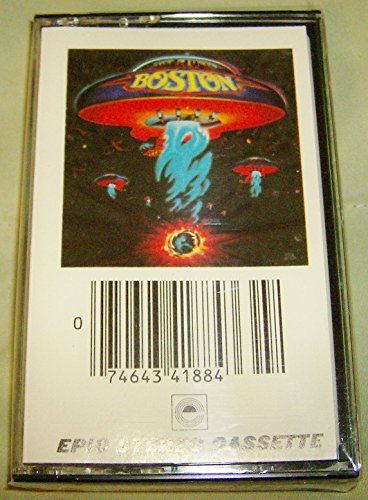 BOSTON
0 74643 41884
EPIC STEREO CASSETTE